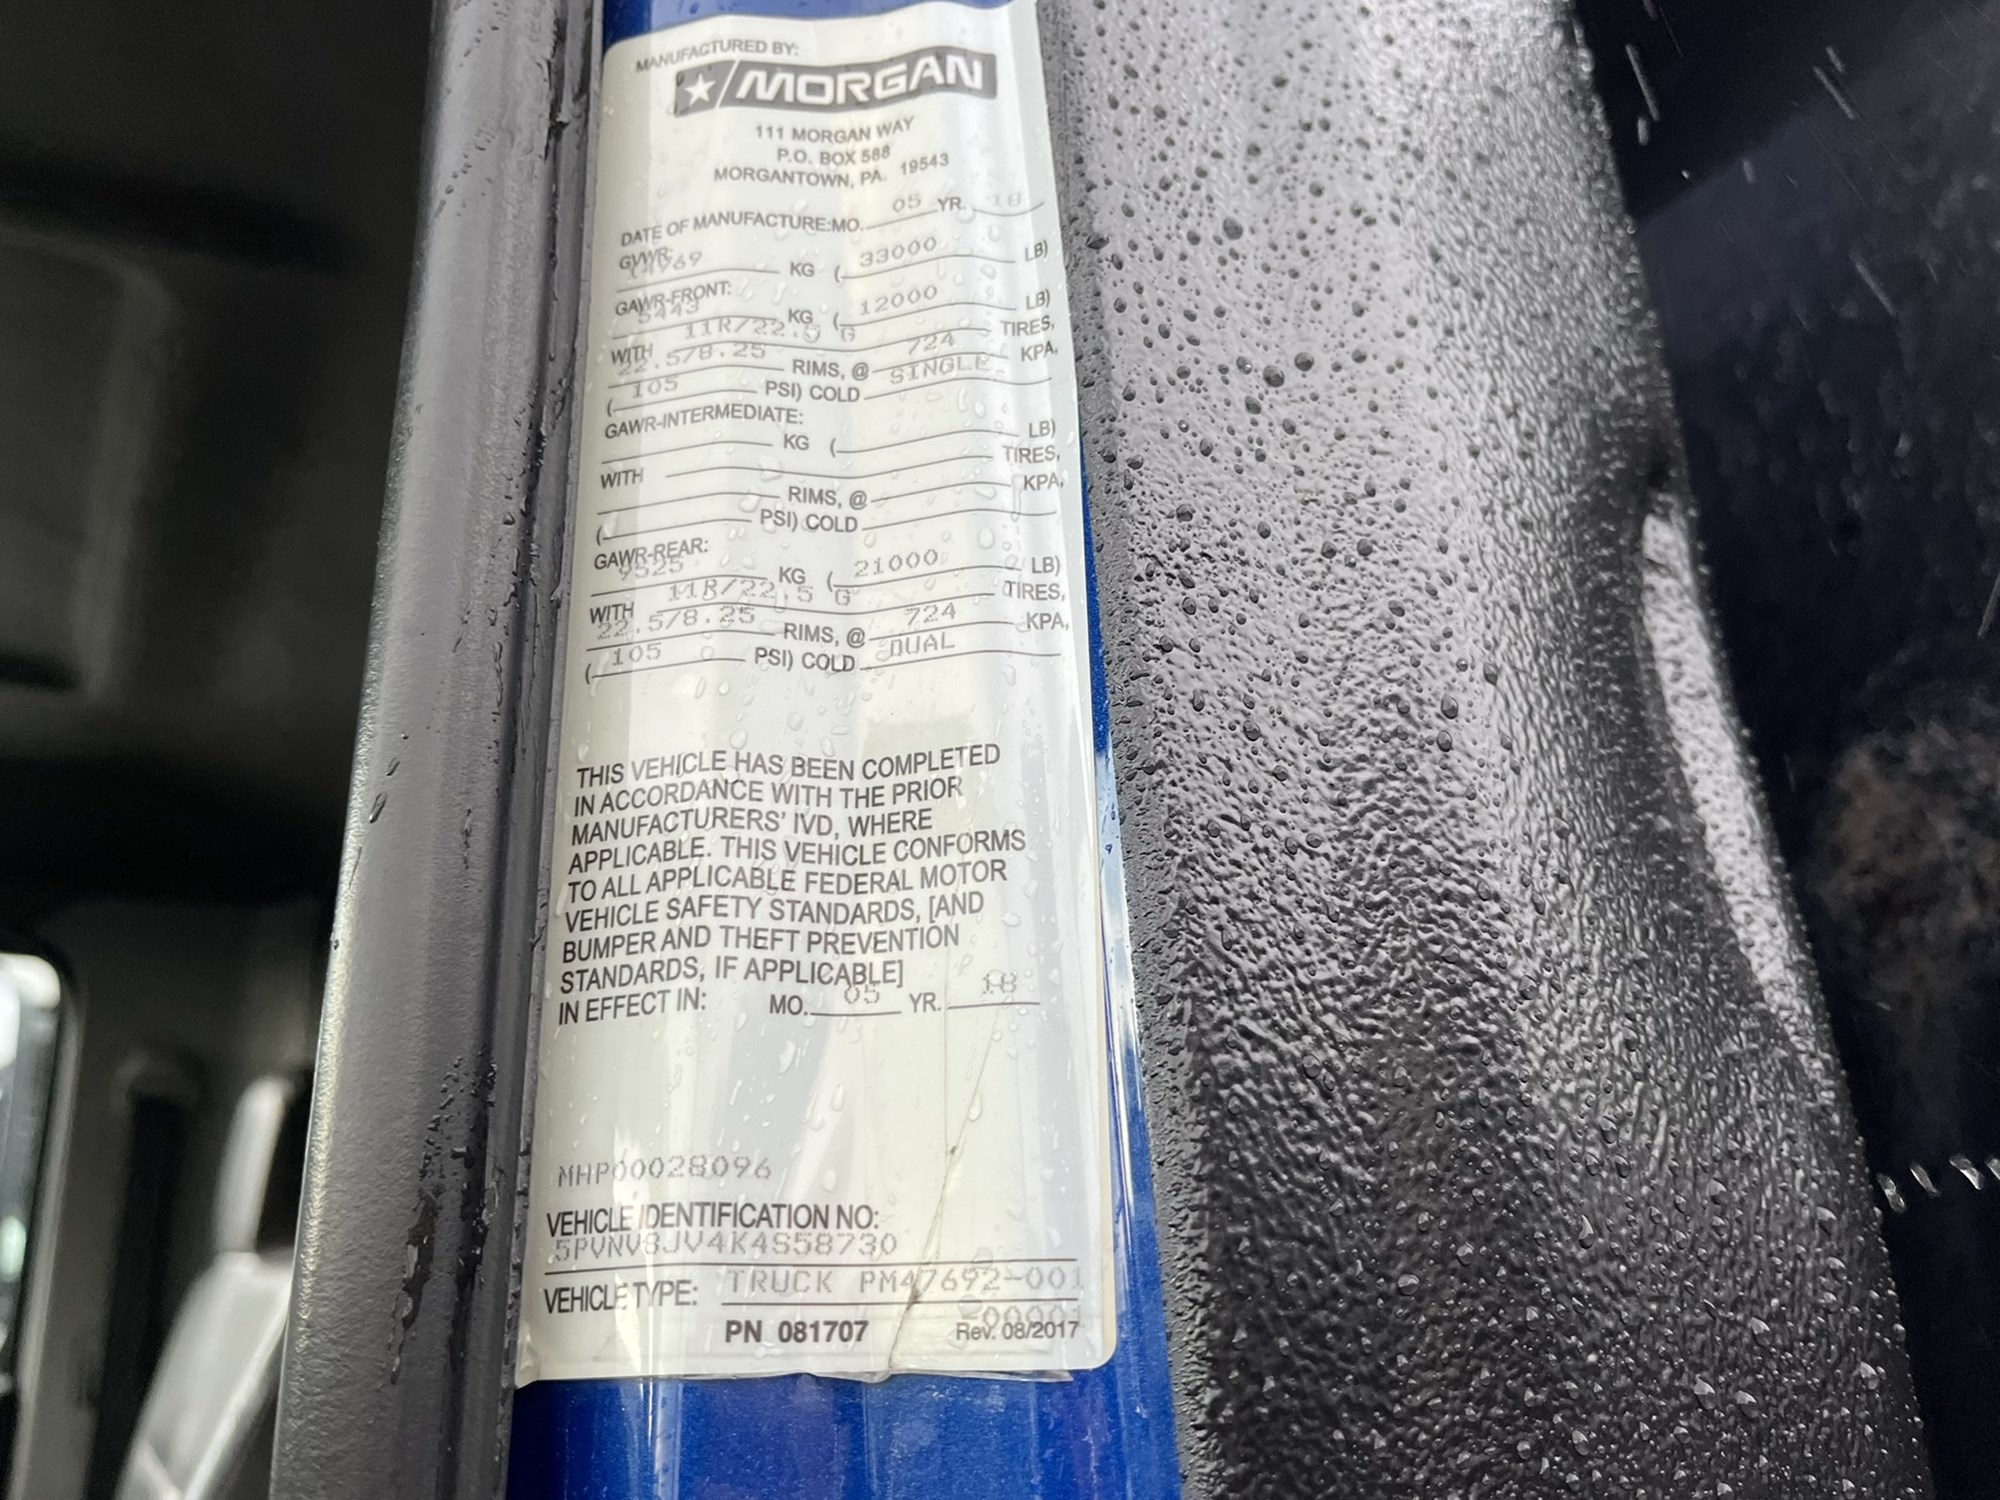 MANUFACTURED BY:
MORGAN
111 MORGAN WAY
P.O. BOX 588
MORGANTOWN, PA. 19543
DATE OF MANUFACTURE:MO. 05 YR. 18
GVWR:
14969 KG ( 33000 LB)
GAWR-FRONT:
5443 KG ( 12000 LB)
WITH 11R/22.5 G TIRES,
22.5/8.25 RIMS, @ 724 KPA,
( 105 PSI) COLD SINGLE
GAWR-INTERMEDIATE:
KG ( LB)
WITH TIRES,
RIMS, @ KPA,
( PSI) COLD
GAWR-REAR:
9525 KG ( 21000 LB)
WITH 11R/22.5 G TIRES,
22.5/8.25 RIMS, @ 724 KPA,
( 105 PSI) COLD DUAL
THIS VEHICLE HAS BEEN COMPLETED
IN ACCORDANCE WITH THE PRIOR
MANUFACTURERS' IVD, WHERE
APPLICABLE. THIS VEHICLE CONFORMS
TO ALL APPLICABLE FEDERAL MOTOR
VEHICLE SAFETY STANDARDS, [AND
BUMPER AND THEFT PREVENTION
STANDARDS, IF APPLICABLE]
IN EFFECT IN: MO. 05 YR. 18
MHP00028096
VEHICLE IDENTIFICATION NO:
5PVNV8JV4K4S58730
VEHICLE TYPE: TRUCK PM47692-001
-00001
PN 081707 Rev. 08/2017